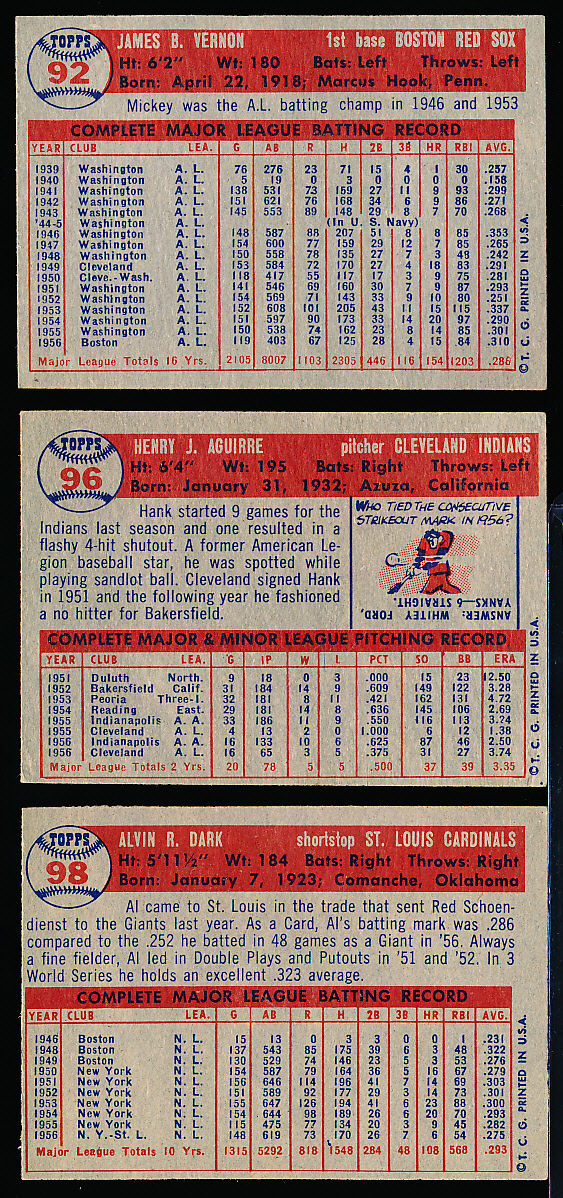 TOPPS
92
JAMES B. VERNON 1st base BOSTON RED SOX
Ht: 6'2" Wt: 180 Bats: Left Throws: Left
Born: April 22, 1918; Marcus Hook, Penn.
Mickey was the A.L. batting champ in 1946 and 1953
COMPLETE MAJOR LEAGUE BATTING RECORD
YEAR CLUB LEA. G AB R H 2B 3B HR RBI AVG.
1939 Washington A. L. 76 276 23 71 15 4 1 30 .257
1940 Washington A. L. 5 19 0 3 0 0 0 0 .158
1941 Washington A. L. 138 531 73 159 27 11 9 93 .299
1942 Washington A. L. 151 621 76 168 34 6 9 86 .271
1943 Washington A. L. 145 553 89 148 29 8 7 70 .268
'44-5 Washington A. L. (In U. S. Navy)
1946 Washington A. L. 148 587 88 207 51 8 8 85 .353
1947 Washington A. L. 154 600 77 159 29 12 7 85 .265
1948 Washington A. L. 150 558 78 135 27 7 3 48 .242
1949 Cleveland A. L. 153 584 72 170 27 4 18 83 .291
1950 Cleve.-Wash. A. L. 118 417 55 117 17 3 9 75 .281
1951 Washington A. L. 141 546 69 160 30 7 9 87 .293
1952 Washington A. L. 154 569 71 143 33 9 10 80 .251
1953 Washington A. L. 152 608 101 205 43 11 15 115 .337
1954 Washington A. L. 151 597 90 173 33 14 20 97 .290
1955 Washington A. L. 150 538 74 162 23 8 14 85 .301
1956 Boston A. L. 119 403 67 125 28 4 15 84 .310
Major League Totals 16 Yrs. 2105 8007 1103 2305 446 116 154 1203 .288
©T. C. G. PRINTED IN U.S.A.
TOPPS
96
HENRY J. AGUIRRE pitcher CLEVELAND INDIANS
Ht: 6'4" Wt: 195 Bats: Right Throws: Left
Born: January 31, 1932; Azuza, California
Hank started 9 games for the
Indians last season and one resulted in a
flashy 4-hit shutout. A former American Le-
gion baseball star, he was spotted while
playing sandlot ball. Cleveland signed Hank
in 1951 and the following year he fashioned
a no hitter for Bakersfield.
WHO TIED THE CONSECUTIVE
STRIKEOUT MARK IN 1956?
ANSWER: WHITEY FORD,
YANKS—6 STRAIGHT.
COMPLETE MAJOR & MINOR LEAGUE PITCHING RECORD
YEAR CLUB LEA. G IP W L PCT SO BB ERA
1951 Duluth North. 9 18 0 3 .000 15 23 12.50
1952 Bakersfield Calif. 31 184 14 9 .609 149 122 3.28
1953 Peoria Three-I. 32 181 8 11 .421 162 131 4.72
1954 Reading East. 29 181 14 8 .636 145 106 2.69
1955 Indianapolis A. A. 33 186 11 9 .550 116 113 3.24
1955 Cleveland A. L. 4 13 2 0 1.000 6 12 1.38
1956 Indianapolis A. A. 16 133 10 6 .625 87 46 2.50
1956 Cleveland A. L. 16 65 3 5 .375 31 27 3.74
Major League Totals 2 Yrs. 20 78 5 5 .500 37 39 3.35
©T. C. G. PRINTED IN U.S.A.
TOPPS
98
ALVIN R. DARK shortstop ST. LOUIS CARDINALS
Ht: 5'11½" Wt: 184 Bats: Right Throws: Right
Born: January 7, 1923; Comanche, Oklahoma
Al came to St. Louis in the trade that sent Red Schoen-
dienst to the Giants last year. As a Card, Al's batting mark was .286
compared to the .252 he batted in 48 games as a Giant in '56. Always
a fine fielder, Al led in Double Plays and Putouts in '51 and '52. In 3
World Series he holds an excellent .323 average.
COMPLETE MAJOR LEAGUE BATTING RECORD
YEAR CLUB LEA. G AB R H 2B 3B HR RBI AVG.
1946 Boston N. L. 15 13 0 3 3 0 0 1 .231
1948 Boston N. L. 137 543 85 175 39 6 3 48 .322
1949 Boston N. L. 130 529 74 146 23 5 3 53 .276
1950 New York N. L. 154 587 79 164 36 5 16 67 .279
1951 New York N. L. 156 646 114 196 41 7 14 69 .303
1952 New York N. L. 151 589 92 177 29 3 14 73 .301
1953 New York N. L. 155 647 126 194 41 6 23 88 .300
1954 New York N. L. 154 644 98 189 26 6 20 70 .293
1955 New York N. L. 115 475 77 134 20 3 9 45 .282
1956 N. Y.-St. L. N. L. 148 619 73 170 26 7 6 54 .275
Major League Totals 10 Yrs. 1315 5292 818 1548 284 48 108 568 .293
©T. C. G. PRINTED IN U.S.A.